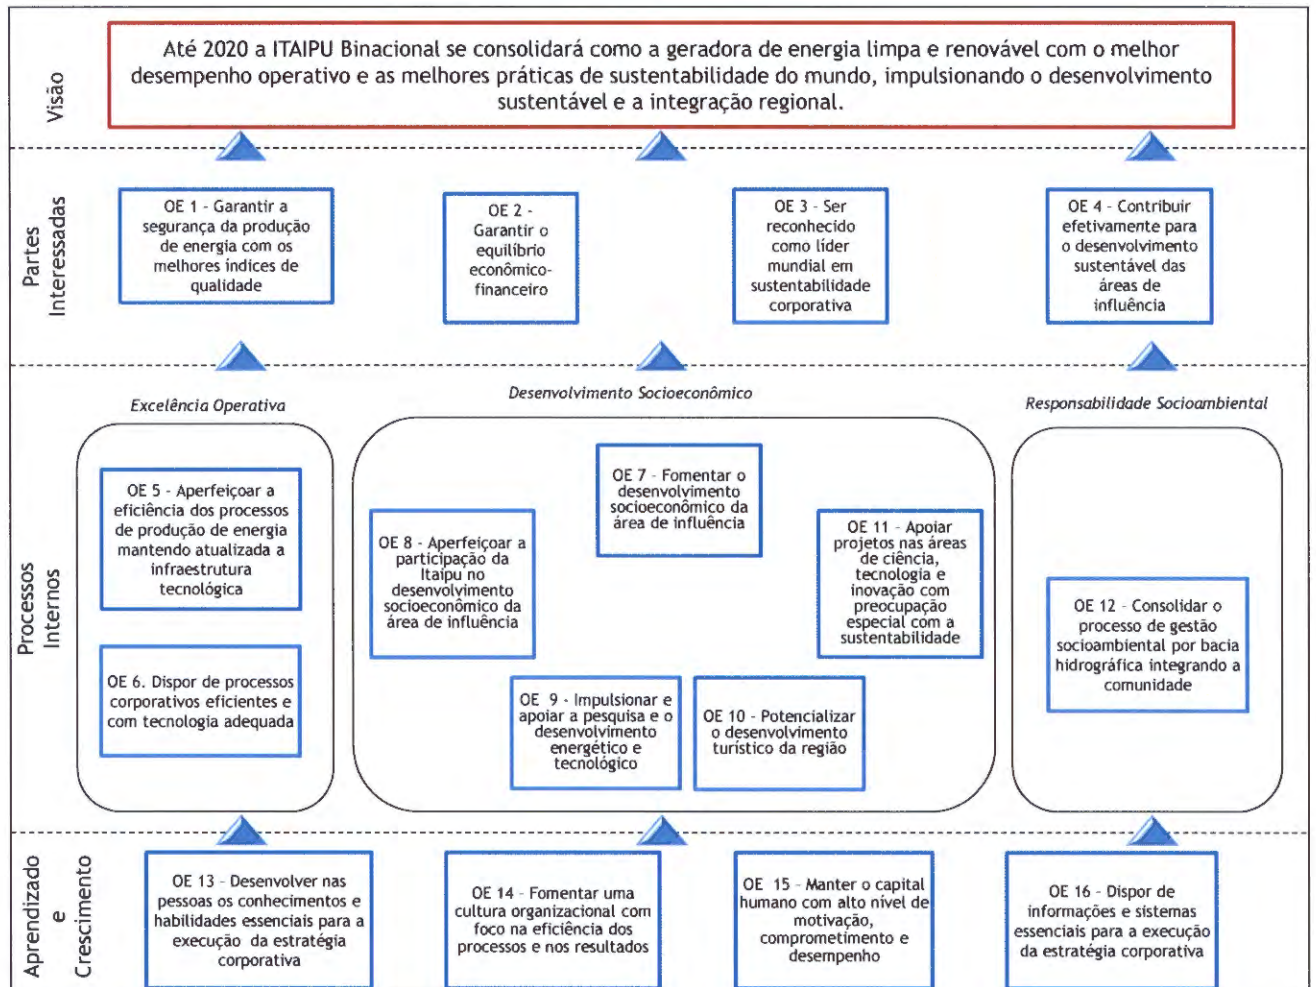 Visão
Até 2020 a ITAIPU Binacional se consolidará como a geradora de energia limpa e renovável com o melhor
desempenho operativo e as melhores práticas de sustentabilidade do mundo, impulsionando o desenvolvimento
sustentável e a integração regional.
Partes
Interessadas
OE 1 - Garantir a
segurança da produção
de energia com os
melhores índices de
qualidade
OE 2 -
Garantir o
equilíbrio
econômico-
financeiro
OE 3 - Ser
reconhecido
como líder
mundial em
sustentabilidade
corporativa
OE 4 - Contribuir
efetivamente para
o desenvolvimento
sustentável das
áreas de
influência
Processos
Internos
Excelência Operativa
OE 5 - Aperfeiçoar a
eficiência dos processos
de produção de energia
mantendo atualizada a
infraestrutura
tecnológica
OE 6. Dispor de processos
corporativos eficientes e
com tecnologia adequada
Desenvolvimento Socioeconômico
OE 7 - Fomentar o
desenvolvimento
socioeconômico da
área de influência
OE 8 - Aperfeiçoar a
participação da
Itaipu no
desenvolvimento
socioeconômico da
área de influência
OE 11 - Apoiar
projetos nas áreas
de ciência,
tecnologia e
inovação com
preocupação
especial com a
sustentabilidade
OE 9 - Impulsionar e
apoiar a pesquisa e o
desenvolvimento
energético e
tecnológico
OE 10 - Potencializar
o desenvolvimento
turístico da região
Responsabilidade Socioambiental
OE 12 - Consolidar o
processo de gestão
socioambiental por bacia
hidrográfica integrando a
comunidade
Aprendizado
e
Crescimento
OE 13 - Desenvolver nas
pessoas os conhecimentos e
habilidades essenciais para a
execução da estratégia
corporativa
OE 14 - Fomentar uma
cultura organizacional com
foco na eficiência dos
processos e nos resultados
OE 15 - Manter o capital
humano com alto nível de
motivação,
comprometimento e
desempenho
OE 16 - Dispor de
informações e sistemas
essenciais para a execução
da estratégia corporativa